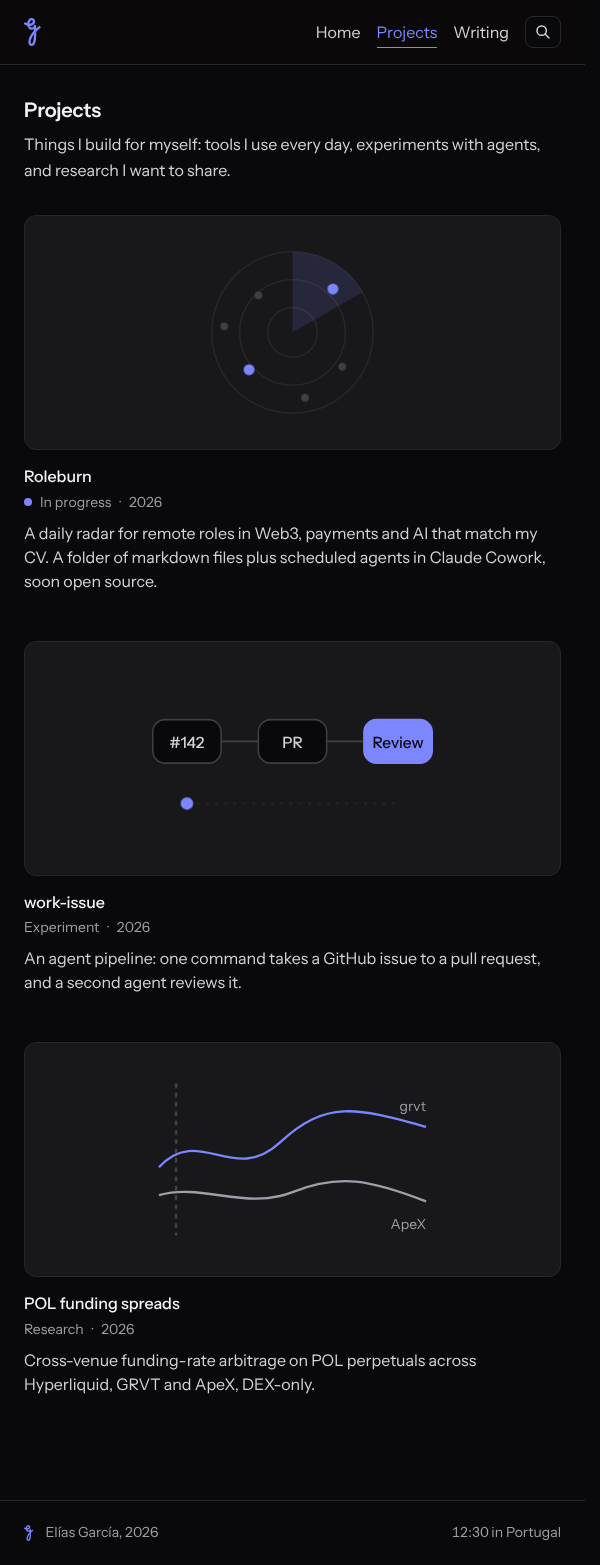 Home Projects Writing
Projects
Things I build for myself: tools I use every day, experiments with agents,
and research I want to share.
Roleburn
In progress · 2026
A daily radar for remote roles in Web3, payments and AI that match my
CV. A folder of markdown files plus scheduled agents in Claude Cowork,
soon open source.
#142 PR Review
work-issue
Experiment · 2026
An agent pipeline: one command takes a GitHub issue to a pull request,
and a second agent reviews it.
grvt
ApeX
POL funding spreads
Research · 2026
Cross-venue funding-rate arbitrage on POL perpetuals across
Hyperliquid, GRVT and ApeX, DEX-only.
Elías García, 2026 12:30 in Portugal